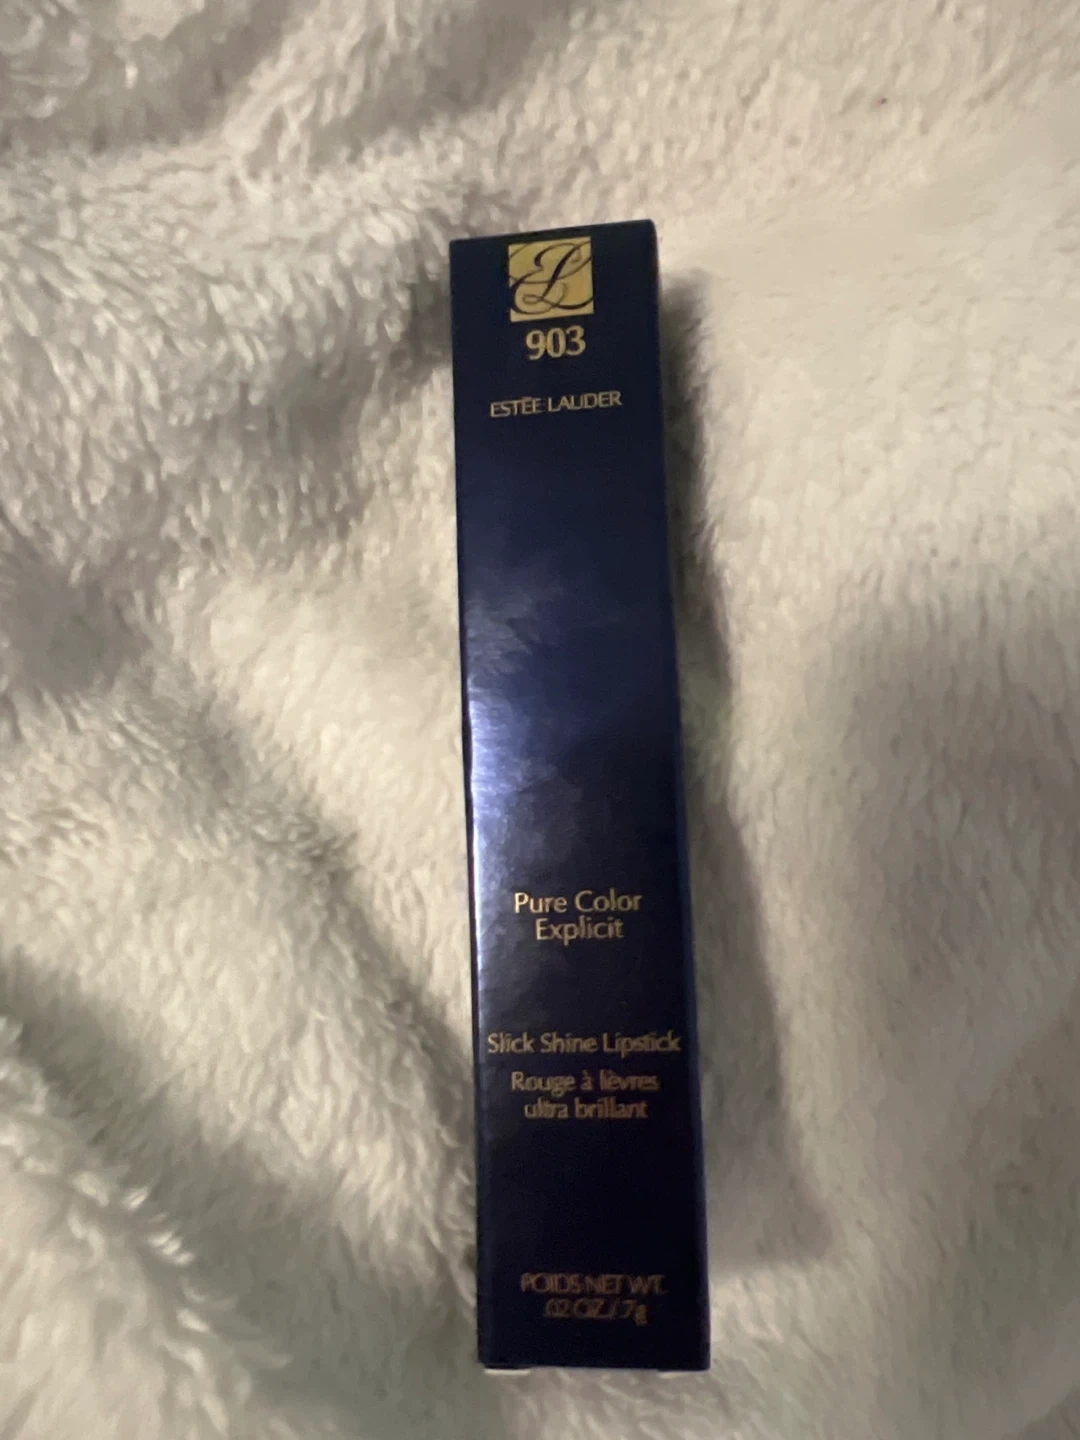 EL
903
ESTĒE LAUDER
Pure Color
Explicit
Slick Shine Lipstick
Rouge à lèvres
ultra brillant
POIDS NET WT.
.02 OZ./.7g